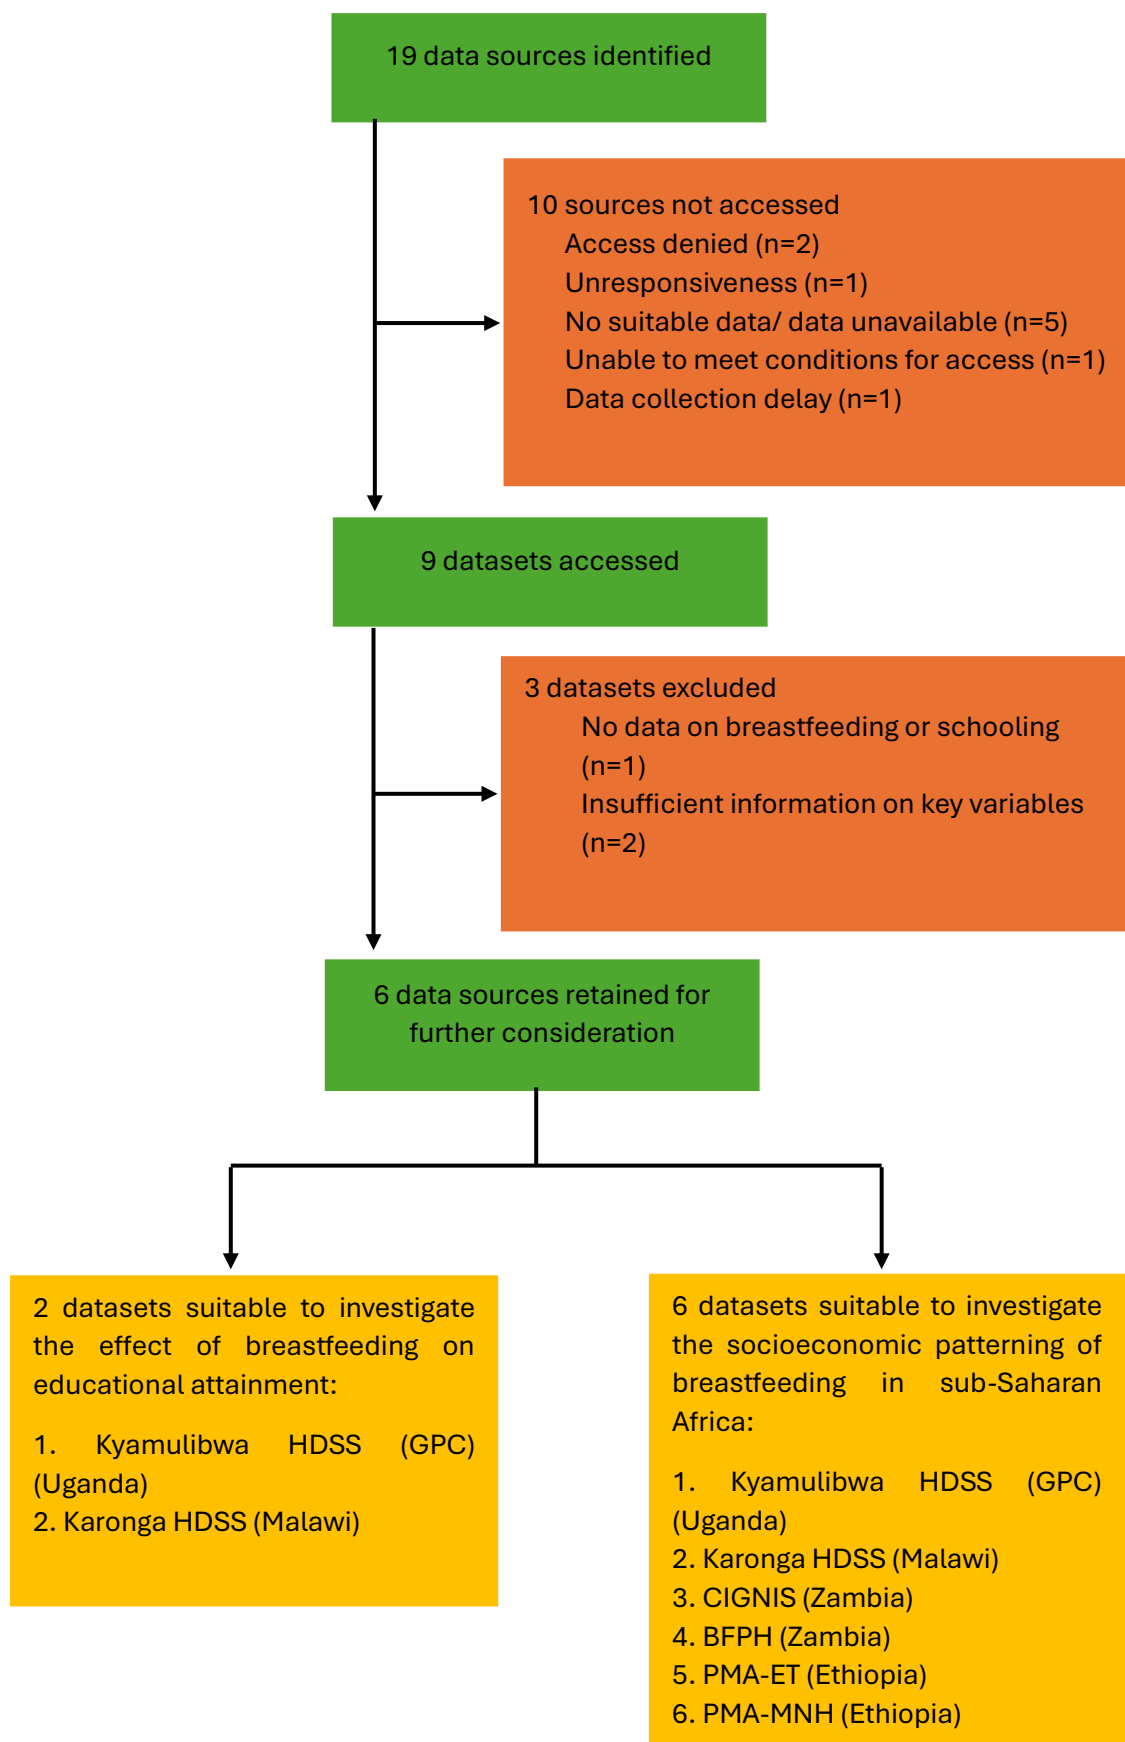 19 data sources identified
10 sources not accessed
Access denied (n=2)
Unresponsiveness (n=1)
No suitable data/ data unavailable (n=5)
Unable to meet conditions for access (n=1)
Data collection delay (n=1)
9 datasets accessed
3 datasets excluded
No data on breastfeeding or schooling
(n=1)
Insufficient information on key variables
(n=2)
6 data sources retained for
further consideration
2 datasets suitable to investigate
the effect of breastfeeding on
educational attainment:
1. Kyamulibwa HDSS (GPC)
(Uganda)
2. Karonga HDSS (Malawi)
6 datasets suitable to investigate
the socioeconomic patterning of
breastfeeding in sub-Saharan
Africa:
1. Kyamulibwa HDSS (GPC)
(Uganda)
2. Karonga HDSS (Malawi)
3. CIGNIS (Zambia)
4. BFPH (Zambia)
5. PMA-ET (Ethiopia)
6. PMA-MNH (Ethiopia)